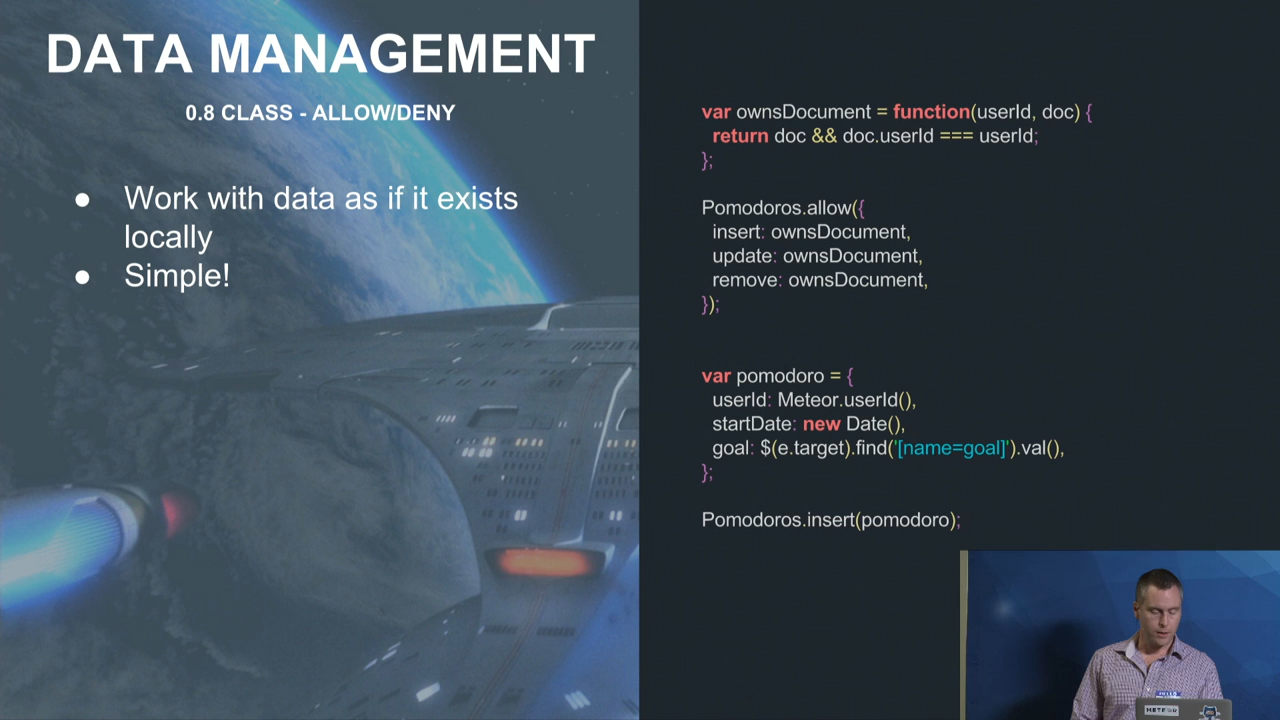 DATA MANAGEMENT
0.8 CLASS - ALLOW/DENY
● Work with data as if it exists
locally
● Simple!
var ownsDocument = function(userId, doc) {
return doc && doc.userId === userId;
};
Pomodoros.allow({
insert: ownsDocument,
update: ownsDocument,
remove: ownsDocument,
});
var pomodoro = {
userId: Meteor.userId(),
startDate: new Date(),
goal: $(e.target).find('[name=goal]').val(),
};
Pomodoros.insert(pomodoro);
HELLO
METEOR